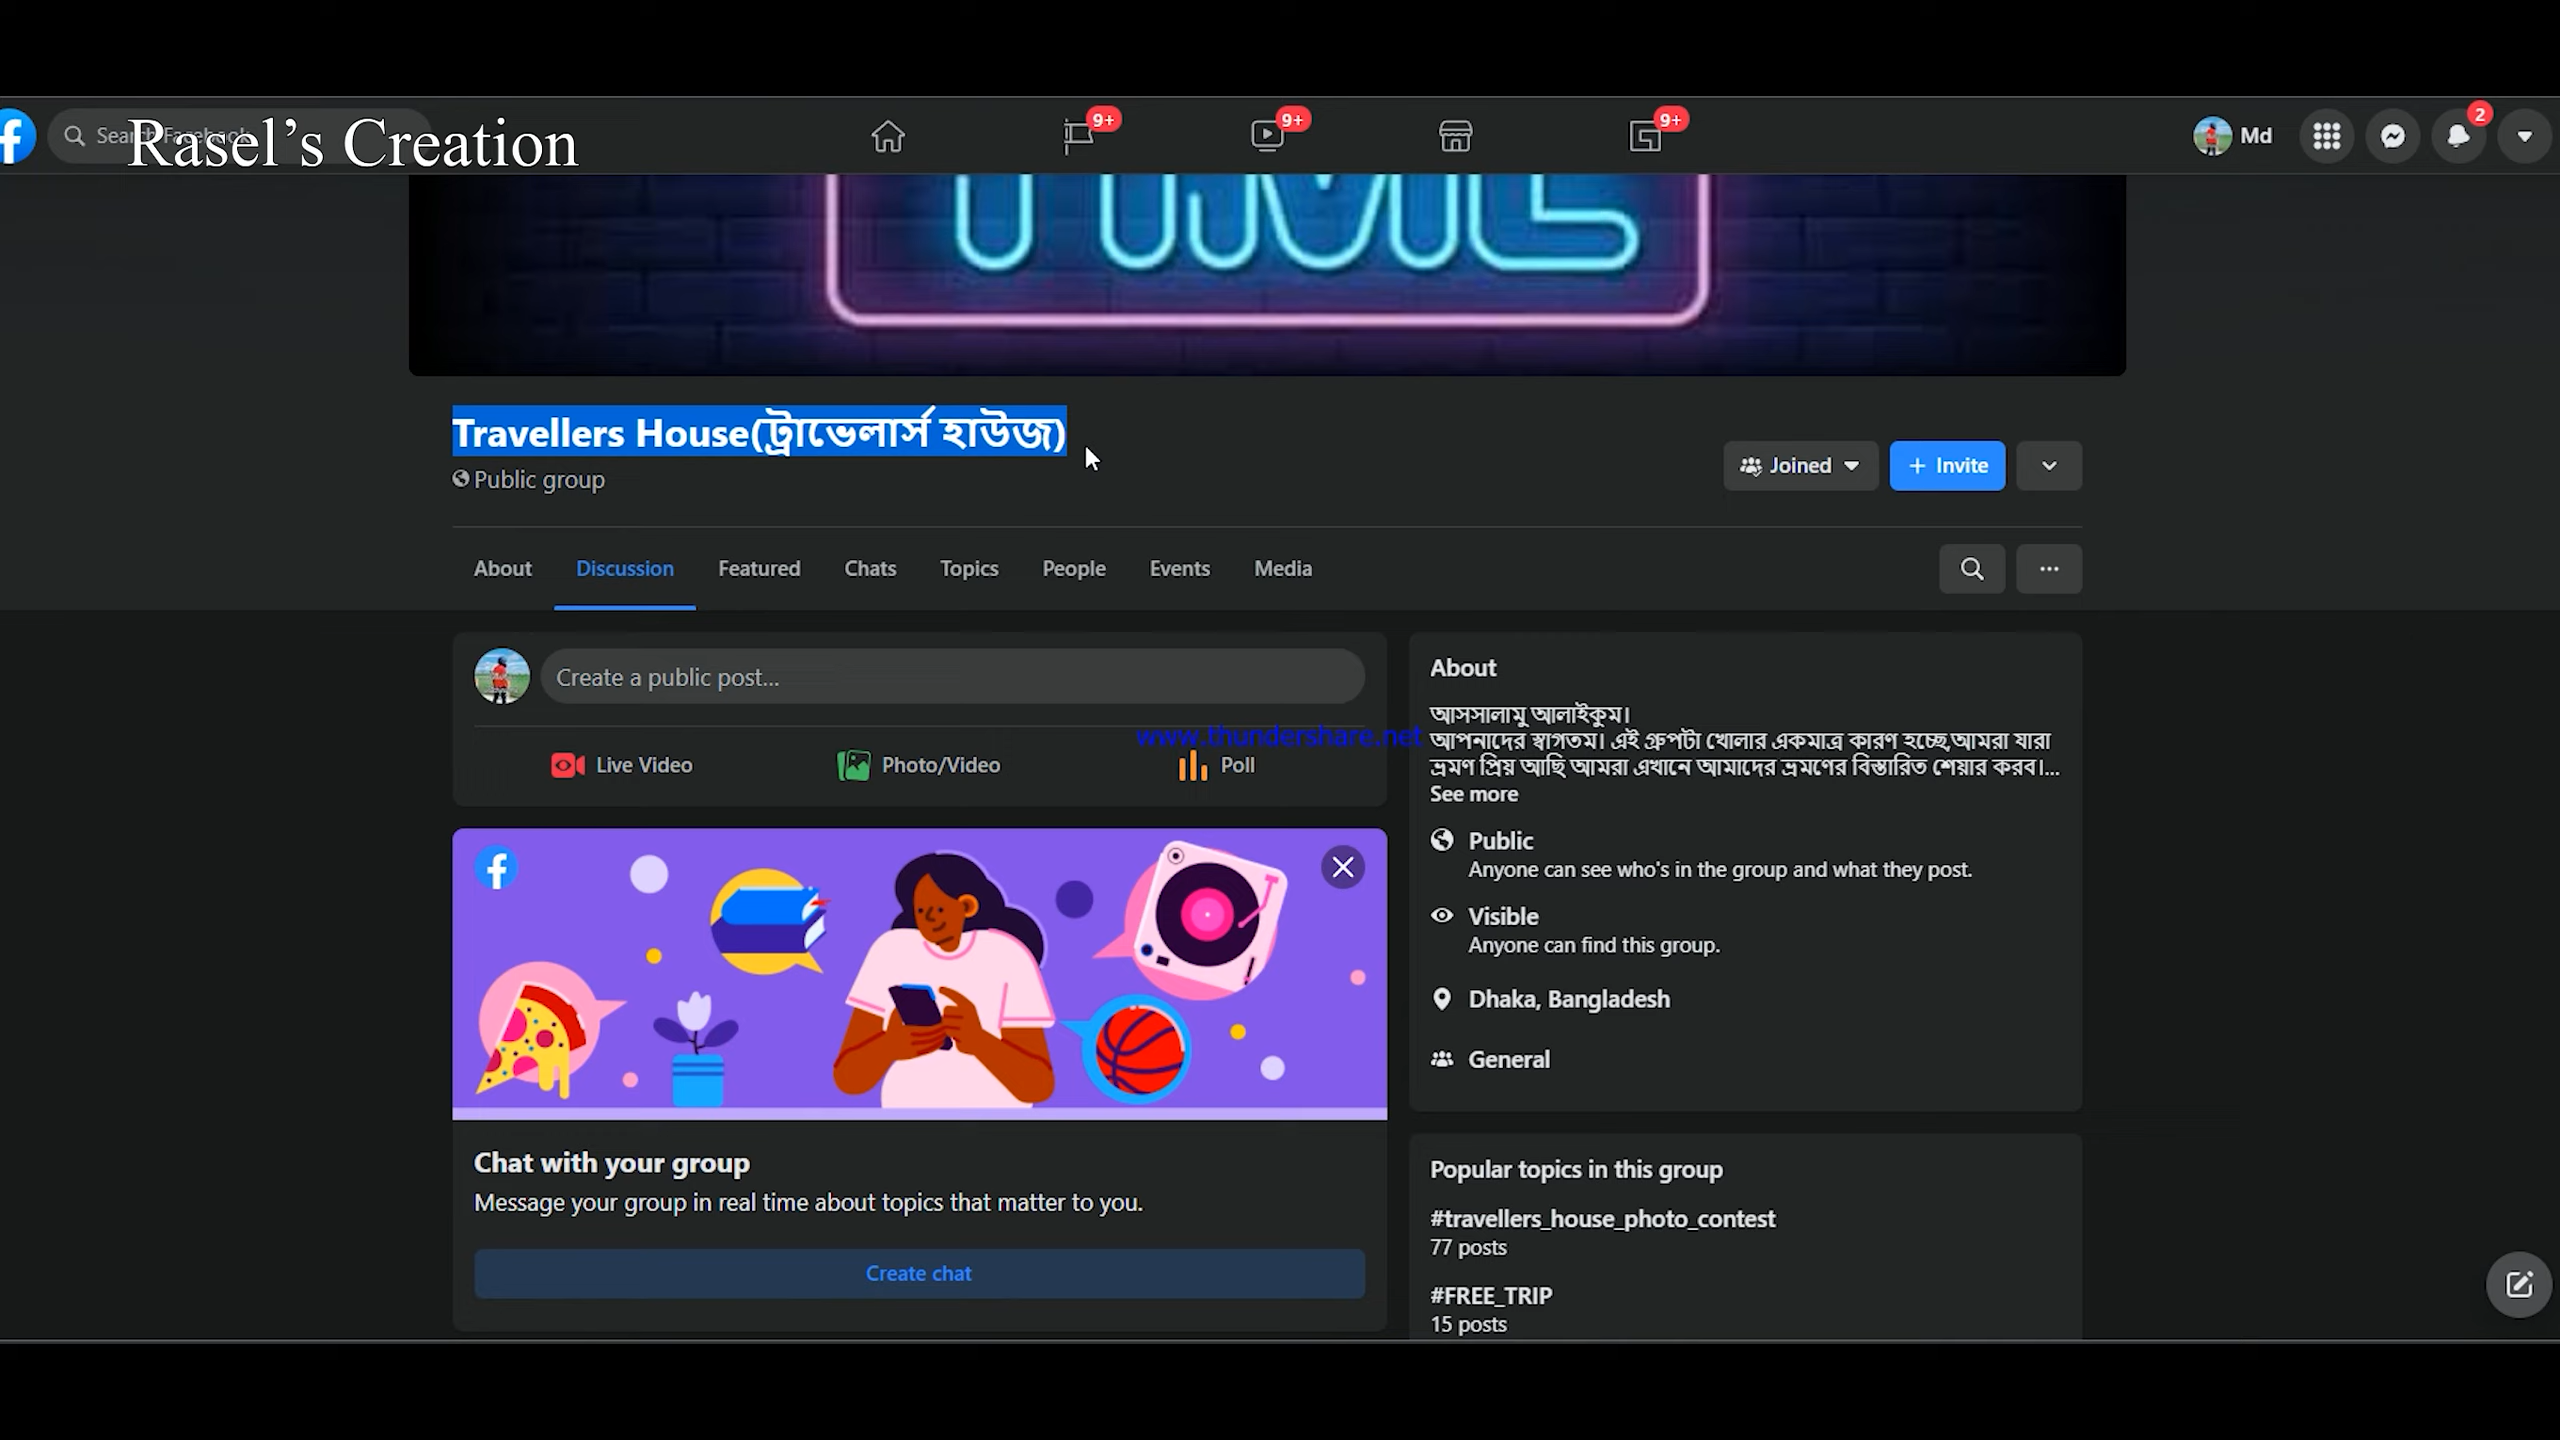 Search Facebook
Rasel's Creation
9+
9+
9+
Md
2
Travellers House(ট্রাভেলার্স হাউজ)
Public group
Joined
+ Invite
About
Discussion
Featured
Chats
Topics
People
Events
Media
Create a public post...
Live Video
Photo/Video
Poll
www.thundershare.net
About
আসসালামু আলাইকুম।
আপনাদের স্বাগতম। এই গ্রুপটা খোলার একমাত্র কারণ হচ্ছে,আমরা যারা
ভ্রমণ প্রিয় আছি আমরা এখানে আমাদের ভ্রমণের বিস্তারিত শেয়ার করব।...
See more
Public
Anyone can see who's in the group and what they post.
Visible
Anyone can find this group.
Dhaka, Bangladesh
General
Chat with your group
Message your group in real time about topics that matter to you.
Create chat
Popular topics in this group
#travellers_house_photo_contest
77 posts
#FREE_TRIP
15 posts